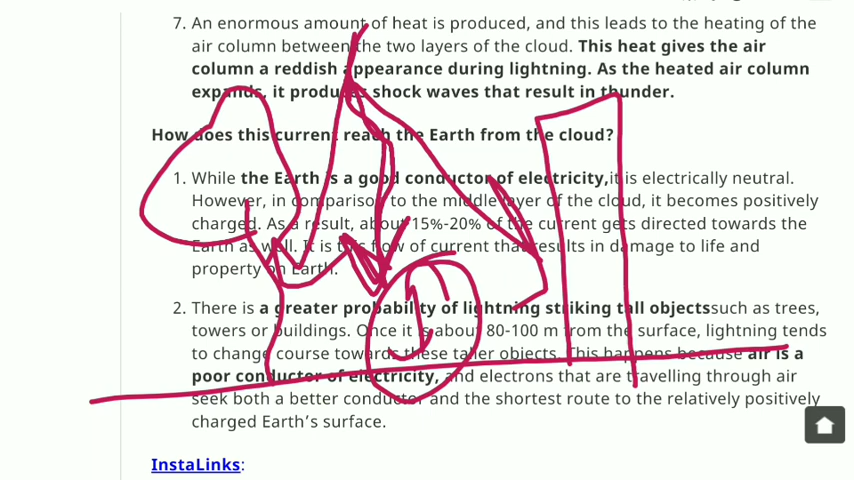 7. An enormous amount of heat is produced, and this leads to the heating of the
air column between the two layers of the cloud. This heat gives the air
column a reddish appearance during lightning. As the heated air column
expands, it produces shock waves that result in thunder.
How does this current reach the Earth from the cloud?
1. While the Earth is a good conductor of electricity,it is electrically neutral.
However, in comparison to the middle layer of the cloud, it becomes positively
charged. As a result, about 15%-20% of the current gets directed towards the
Earth as well. It is this flow of current that results in damage to life and
property on Earth.
2. There is a greater probability of lightning striking tall objectssuch as trees,
towers or buildings. Once it is about 80-100 m from the surface, lightning tends
to change course towards these taller objects. This happens because air is a
poor conductor of electricity, and electrons that are travelling through air
seek both a better conductor and the shortest route to the relatively positively
charged Earth’s surface.
InstaLinks: